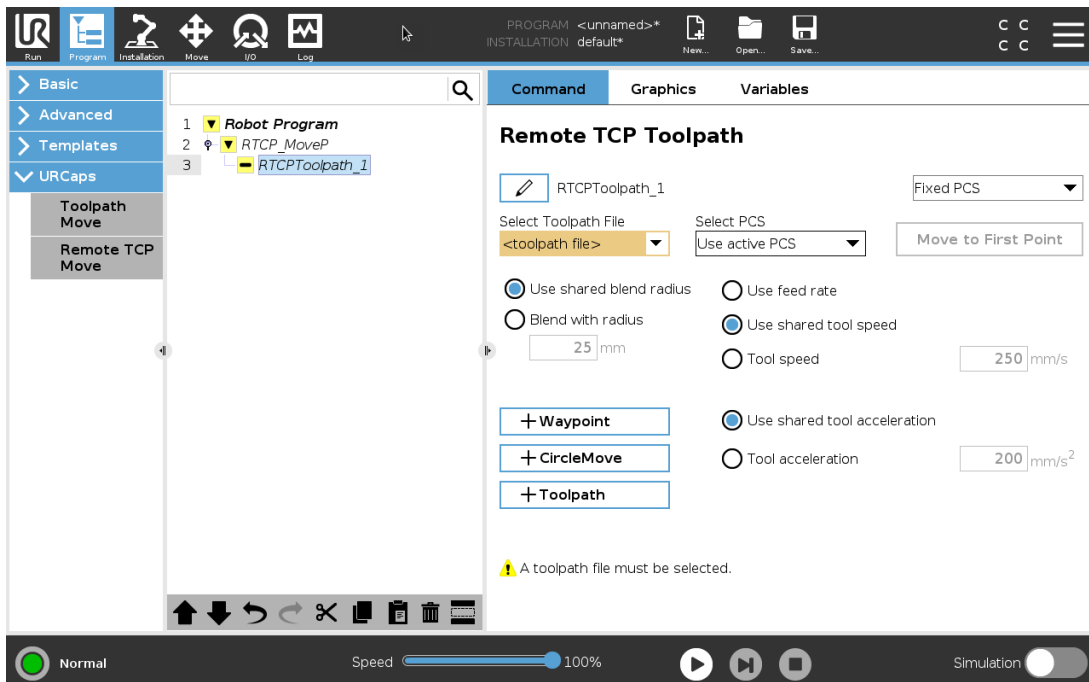 UR
PROGRAM <unnamed>*
INSTALLATION default*
C C
C C
Run Program Installation Move I/O Log New... Open... Save...
Basic
Advanced
Templates
URCaps
Toolpath
Move
Remote TCP
Move
1 Robot Program
2 RTCP_MoveP
3 RTCPToolpath_1
Command Graphics Variables
Remote TCP Toolpath
RTCPToolpath_1 Fixed PCS
Select Toolpath File Select PCS
<toolpath file> Use active PCS Move to First Point
Use shared blend radius Use feed rate
Blend with radius Use shared tool speed
25 mm
Tool speed 250 mm/s
+ Waypoint Use shared tool acceleration
+ CircleMove Tool acceleration 200 mm/s²
+ Toolpath
A toolpath file must be selected.
Normal Speed 100% Simulation